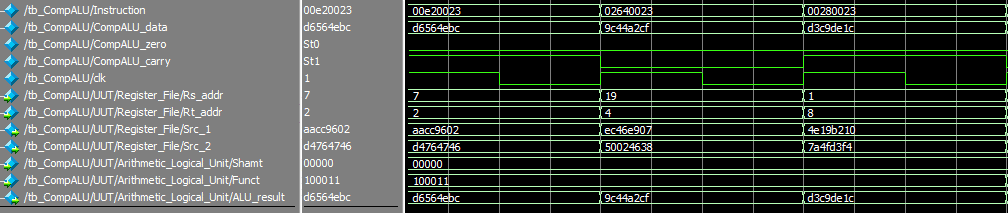 /tb_CompALU/Instruction 00e20023 00e20023 02640023 00280023
/tb_CompALU/CompALU_data d6564ebc d6564ebc 9c44a2cf d3c9de1c
/tb_CompALU/CompALU_zero St0
/tb_CompALU/CompALU_carry St1
/tb_CompALU/clk 1
/tb_CompALU/UUT/Register_File/Rs_addr 7 7 19 1
/tb_CompALU/UUT/Register_File/Rt_addr 2 2 4 8
/tb_CompALU/UUT/Register_File/Src_1 aacc9602 aacc9602 ec46e907 4e19b210
/tb_CompALU/UUT/Register_File/Src_2 d4764746 d4764746 50024638 7a4fd3f4
/tb_CompALU/UUT/Arithmetic_Logical_Unit/Shamt 00000 00000
/tb_CompALU/UUT/Arithmetic_Logical_Unit/Funct 100011 100011
/tb_CompALU/UUT/Arithmetic_Logical_Unit/ALU_result d6564ebc d6564ebc 9c44a2cf d3c9de1c